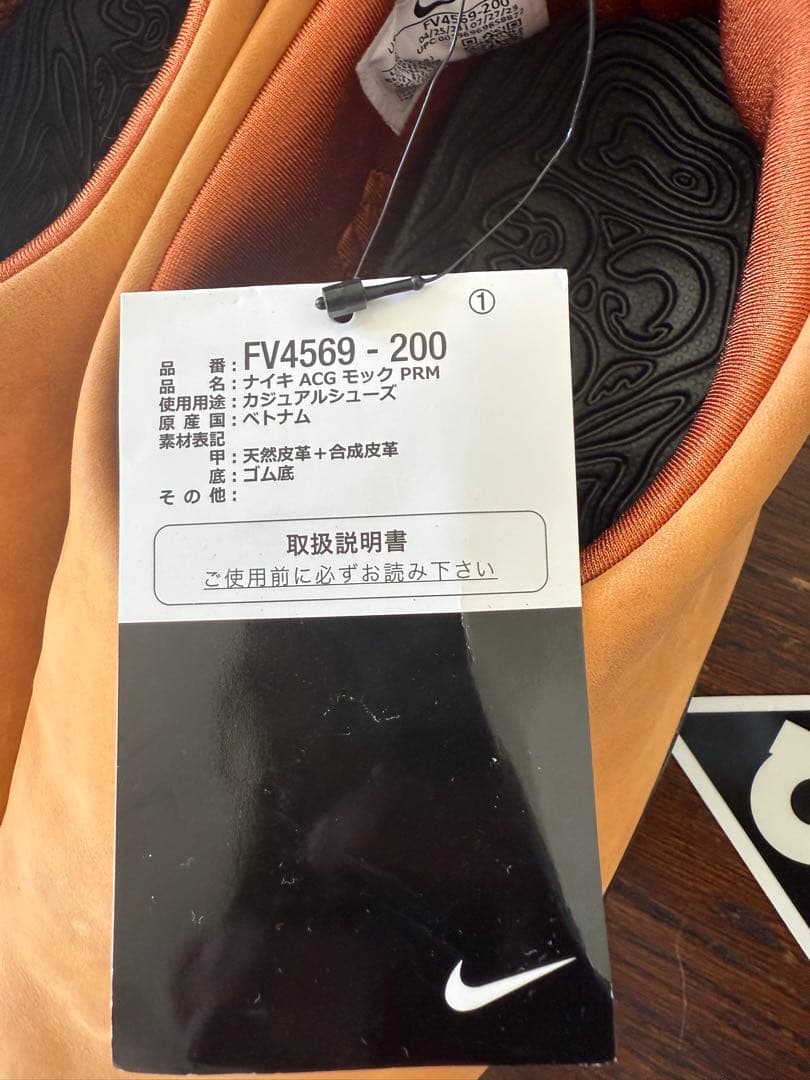 FV4569-200
①
品番：FV4569 - 200
品名：ナイキ ACG モック PRM
使用用途：カジュアルシューズ
原産国：ベトナム
素材表記
甲：天然皮革＋合成皮革
底：ゴム底
その他：
取扱説明書
ご使用前に必ずお読み下さい